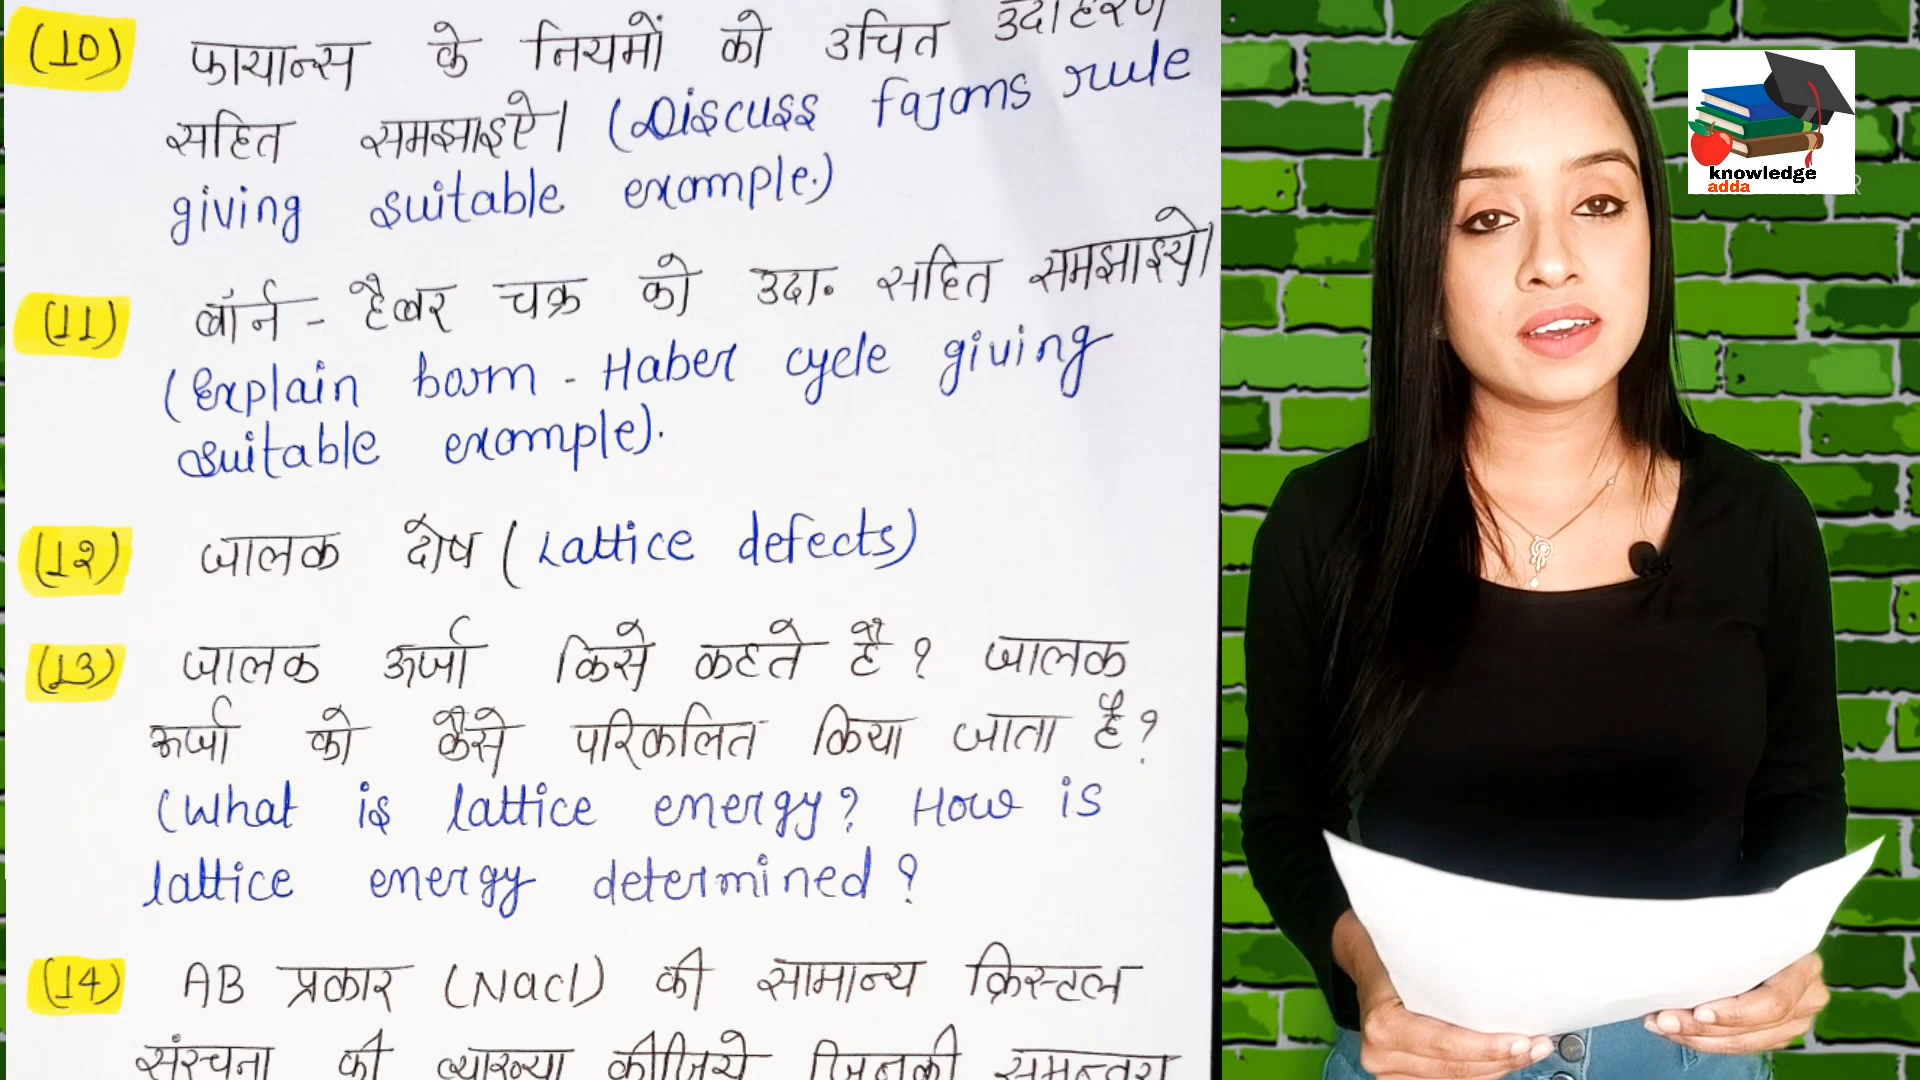 (10) फायान्स के नियमों को उचित उदाहरण
सहित समझाइऐ। (Discuss fajans rule
giving suitable example.)
(11) बॉर्न - हैबर चक्र को उदा. सहित समझाइये।
(Explain born - Haber cycle giving
suitable example).
(12) जालक दोष (Lattice defects)
(13) जालक ऊर्जा किसे कहते है ? जालक
ऊर्जा को कैसे परिकलित किया जाता है ?
(What is lattice energy? How is
lattice energy determined ?
(14) AB प्रकार (Nacl) की सामान्य क्रिस्टल
संरचना की व्याख्या कीजिये जिनकी
knowledge
adda